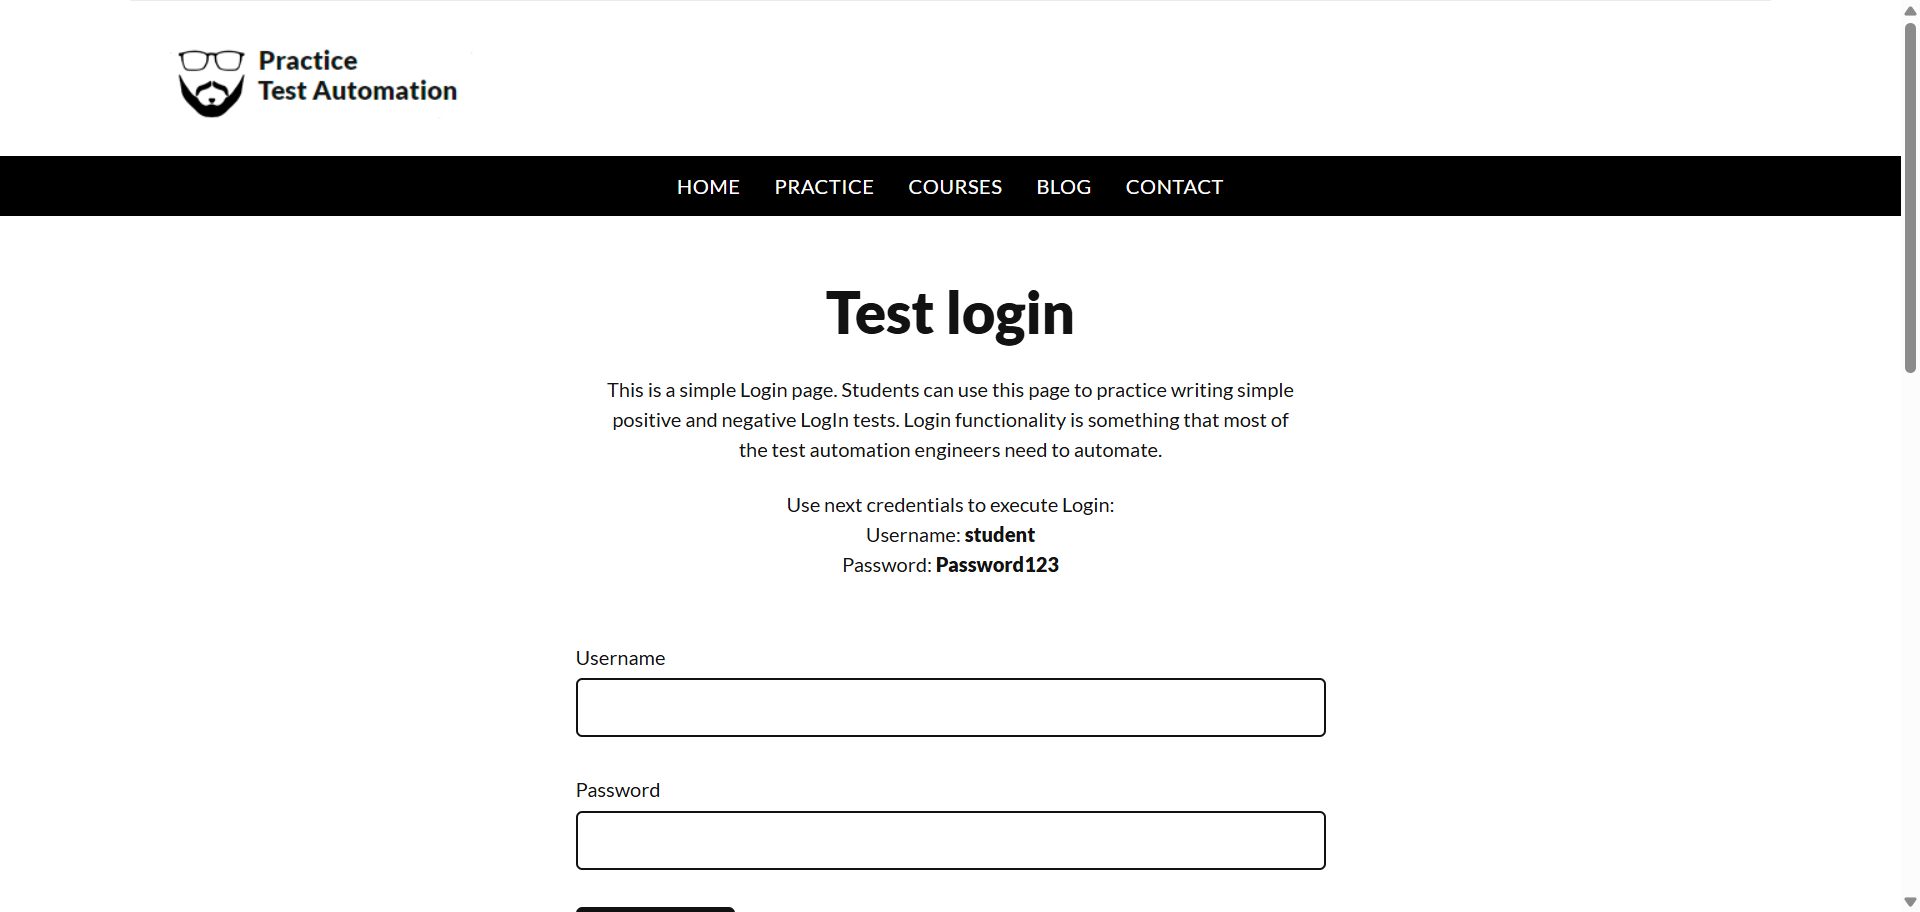 Practice
Test Automation
HOME PRACTICE COURSES BLOG CONTACT
Test login
This is a simple Login page. Students can use this page to practice writing simple
positive and negative LogIn tests. Login functionality is something that most of
the test automation engineers need to automate.
Use next credentials to execute Login:
Username: student
Password: Password123
Username
Password